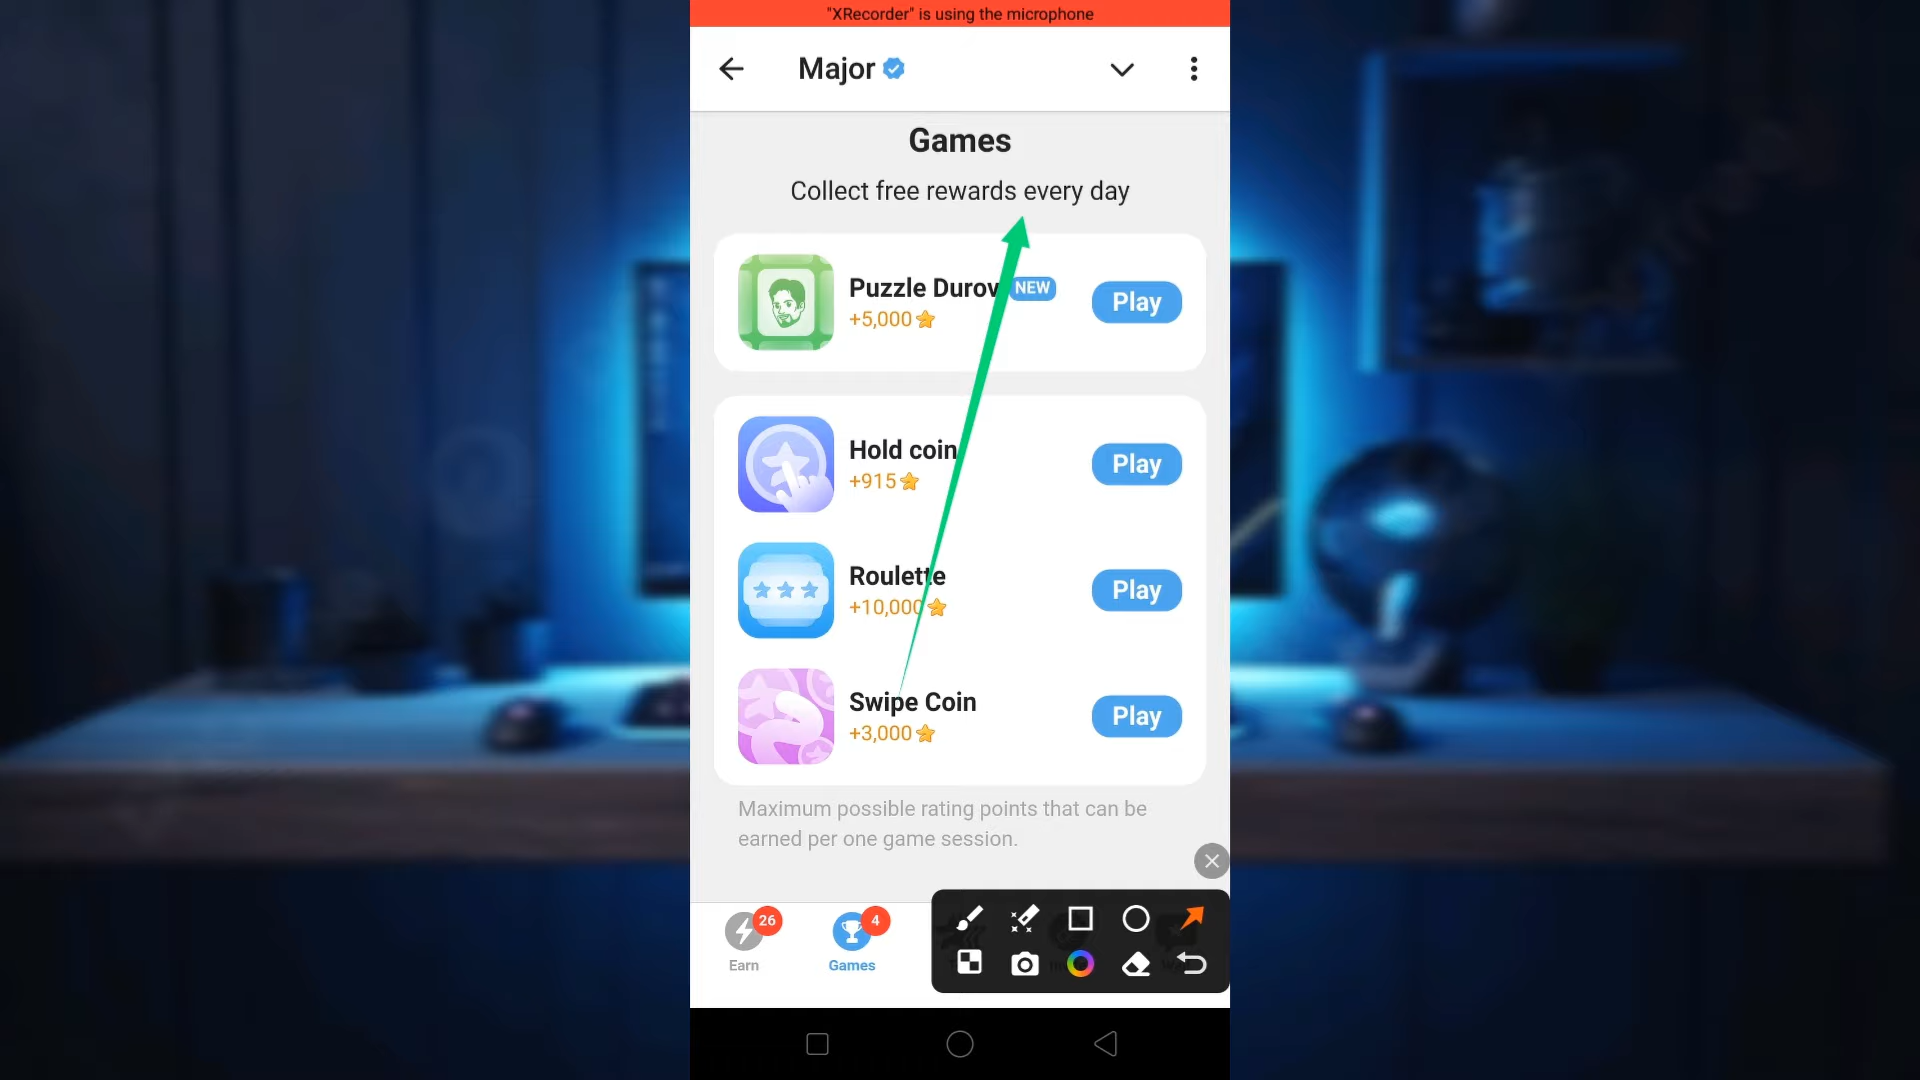 "XRecorder" is using the microphone
Major
Games
Collect free rewards every day
Puzzle Durov NEW
+5,000
Play
Hold coin
+915
Play
Roulette
+10,000
Play
Swipe Coin
+3,000
Play
Maximum possible rating points that can be
earned per one game session.
26
4
Earn
Games